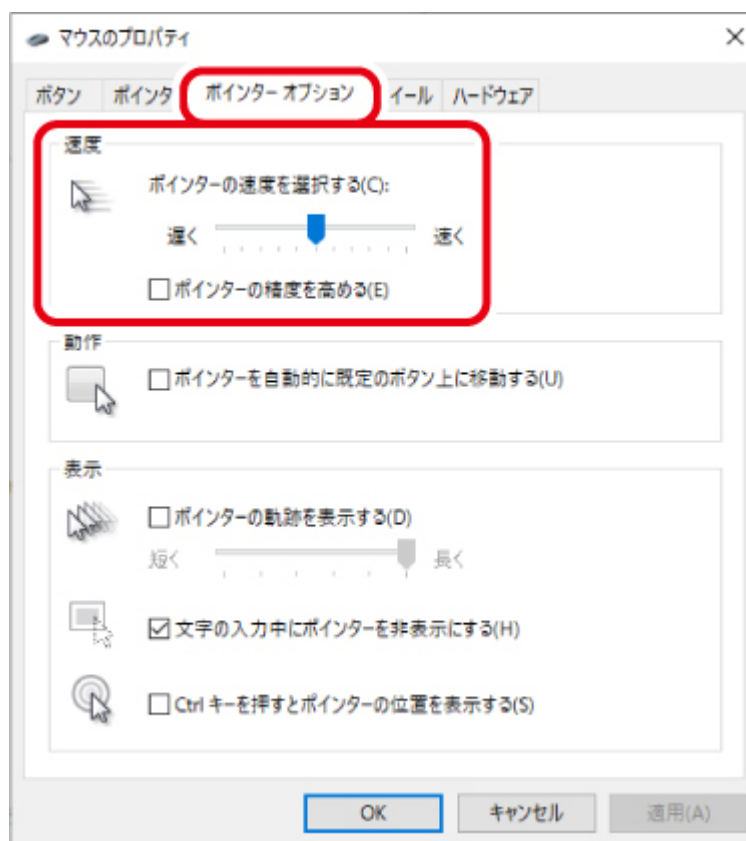 マウスのプロパティ
ボタン ポインタ ポインター オプション イール ハードウェア
速度
ポインターの速度を選択する(C):
遅く 速く
ポインターの精度を高める(E)
動作
ポインターを自動的に既定のボタン上に移動する(U)
表示
ポインターの軌跡を表示する(D)
短く 長く
文字の入力中にポインターを非表示にする(H)
Ctrl キーを押すとポインターの位置を表示する(S)
OK キャンセル 適用(A)